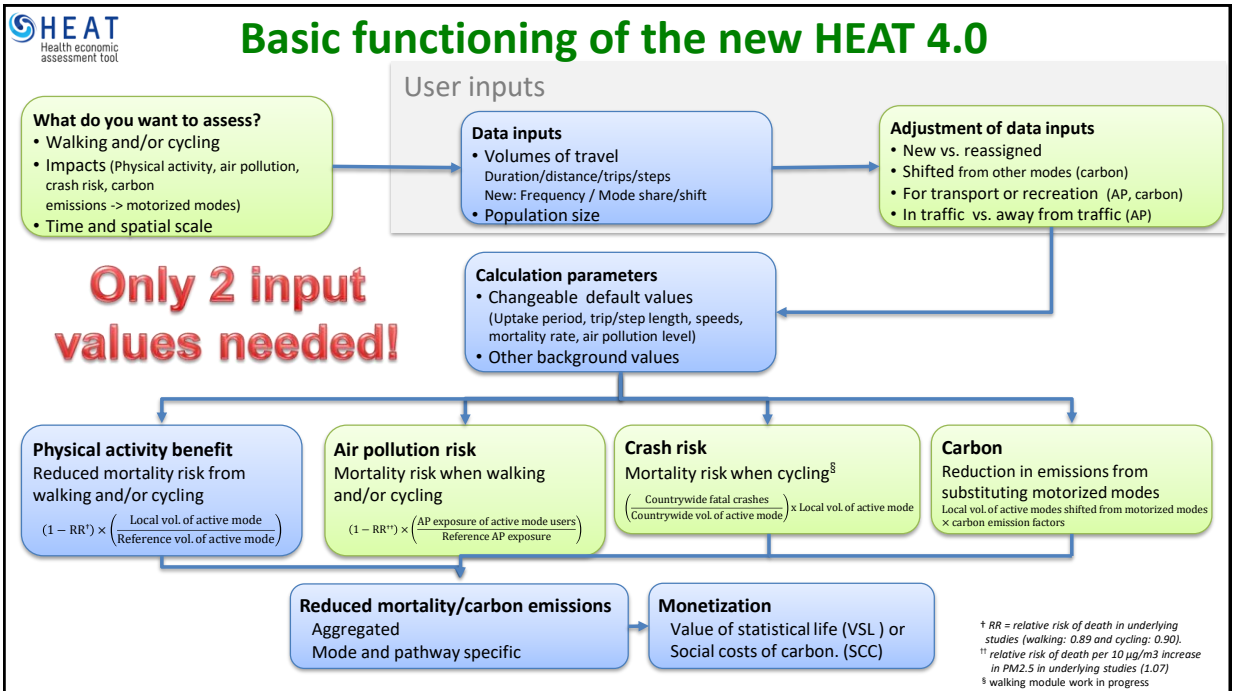 HEAT
Health economic
assessment tool
Basic functioning of the new HEAT 4.0
User inputs
What do you want to assess?
• Walking and/or cycling
• Impacts (Physical activity, air pollution,
crash risk, carbon
emissions -> motorized modes)
• Time and spatial scale
Data inputs
• Volumes of travel
Duration/distance/trips/steps
New: Frequency / Mode share/shift
• Population size
Adjustment of data inputs
• New vs. reassigned
• Shifted from other modes (carbon)
• For transport or recreation (AP, carbon)
• In traffic vs. away from traffic (AP)
Only 2 input
values needed!
Calculation parameters
• Changeable default values
(Uptake period, trip/step length, speeds,
mortality rate, air pollution level)
• Other background values
Physical activity benefit
Reduced mortality risk from
walking and/or cycling
(1 − RR†) × (Local vol. of active mode / Reference vol. of active mode)
Air pollution risk
Mortality risk when walking
and/or cycling
(1 − RR††) × (AP exposure of active mode users / Reference AP exposure)
Crash risk
Mortality risk when cycling§
(Countrywide fatal crashes / Countrywide vol. of active mode) x Local vol. of active mode
Carbon
Reduction in emissions from
substituting motorized modes
Local vol. of active modes shifted from motorized modes
× carbon emission factors
Reduced mortality/carbon emissions
Aggregated
Mode and pathway specific
Monetization
Value of statistical life (VSL ) or
Social costs of carbon. (SCC)
† RR = relative risk of death in underlying
studies (walking: 0.89 and cycling: 0.90).
†† relative risk of death per 10 µg/m3 increase
in PM2.5 in underlying studies (1.07)
§ walking module work in progress